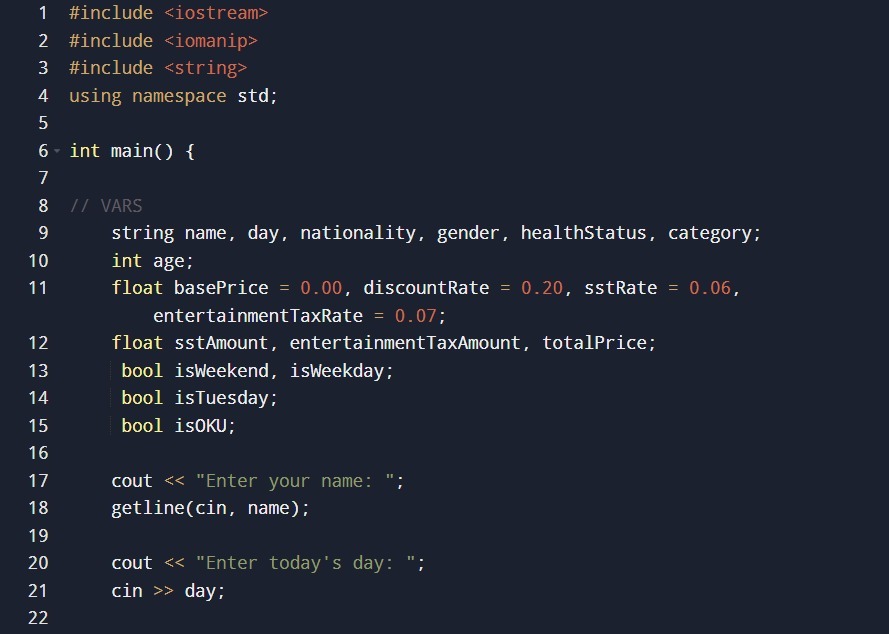 1 #include <iostream>
2 #include <iomanip>
3 #include <string>
4 using namespace std;
5
6 int main() {
7
8 // VARS
9 string name, day, nationality, gender, healthStatus, category;
10 int age;
11 float basePrice = 0.00, discountRate = 0.20, sstRate = 0.06,
entertainmentTaxRate = 0.07;
12 float sstAmount, entertainmentTaxAmount, totalPrice;
13 bool isWeekend, isWeekday;
14 bool isTuesday;
15 bool isOKU;
16
17 cout << "Enter your name: ";
18 getline(cin, name);
19
20 cout << "Enter today's day: ";
21 cin >> day;
22